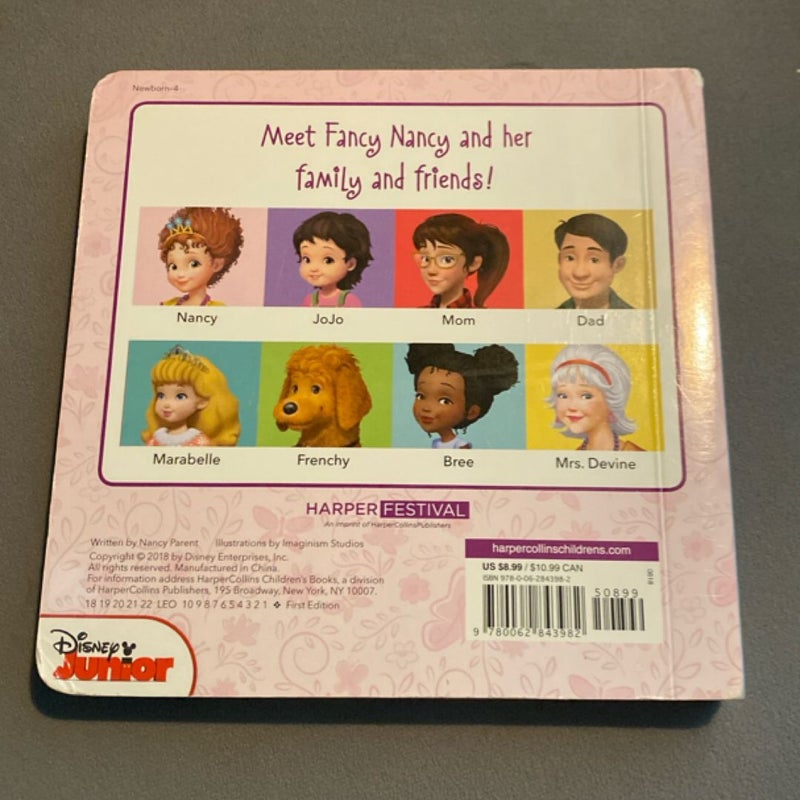 Newborn–4
Meet Fancy Nancy and her
family and friends!
Nancy JoJo Mom Dad
Marabelle Frenchy Bree Mrs. Devine
HARPER FESTIVAL
An Imprint of HarperCollinsPublishers
Written by Nancy Parent Illustrations by Imaginism Studios
Copyright © 2018 by Disney Enterprises, Inc.
All rights reserved. Manufactured in China.
For information address HarperCollins Children's Books, a division
of HarperCollins Publishers, 195 Broadway, New York, NY 10007.
18 19 20 21 22 LEO 10 9 8 7 6 5 4 3 2 1 ❖ First Edition
harpercollinschildrens.com
US $8.99 / $10.99 CAN
ISBN 978-0-06-284398-2
50899
9 780062 843982
0818
Disney
Junior